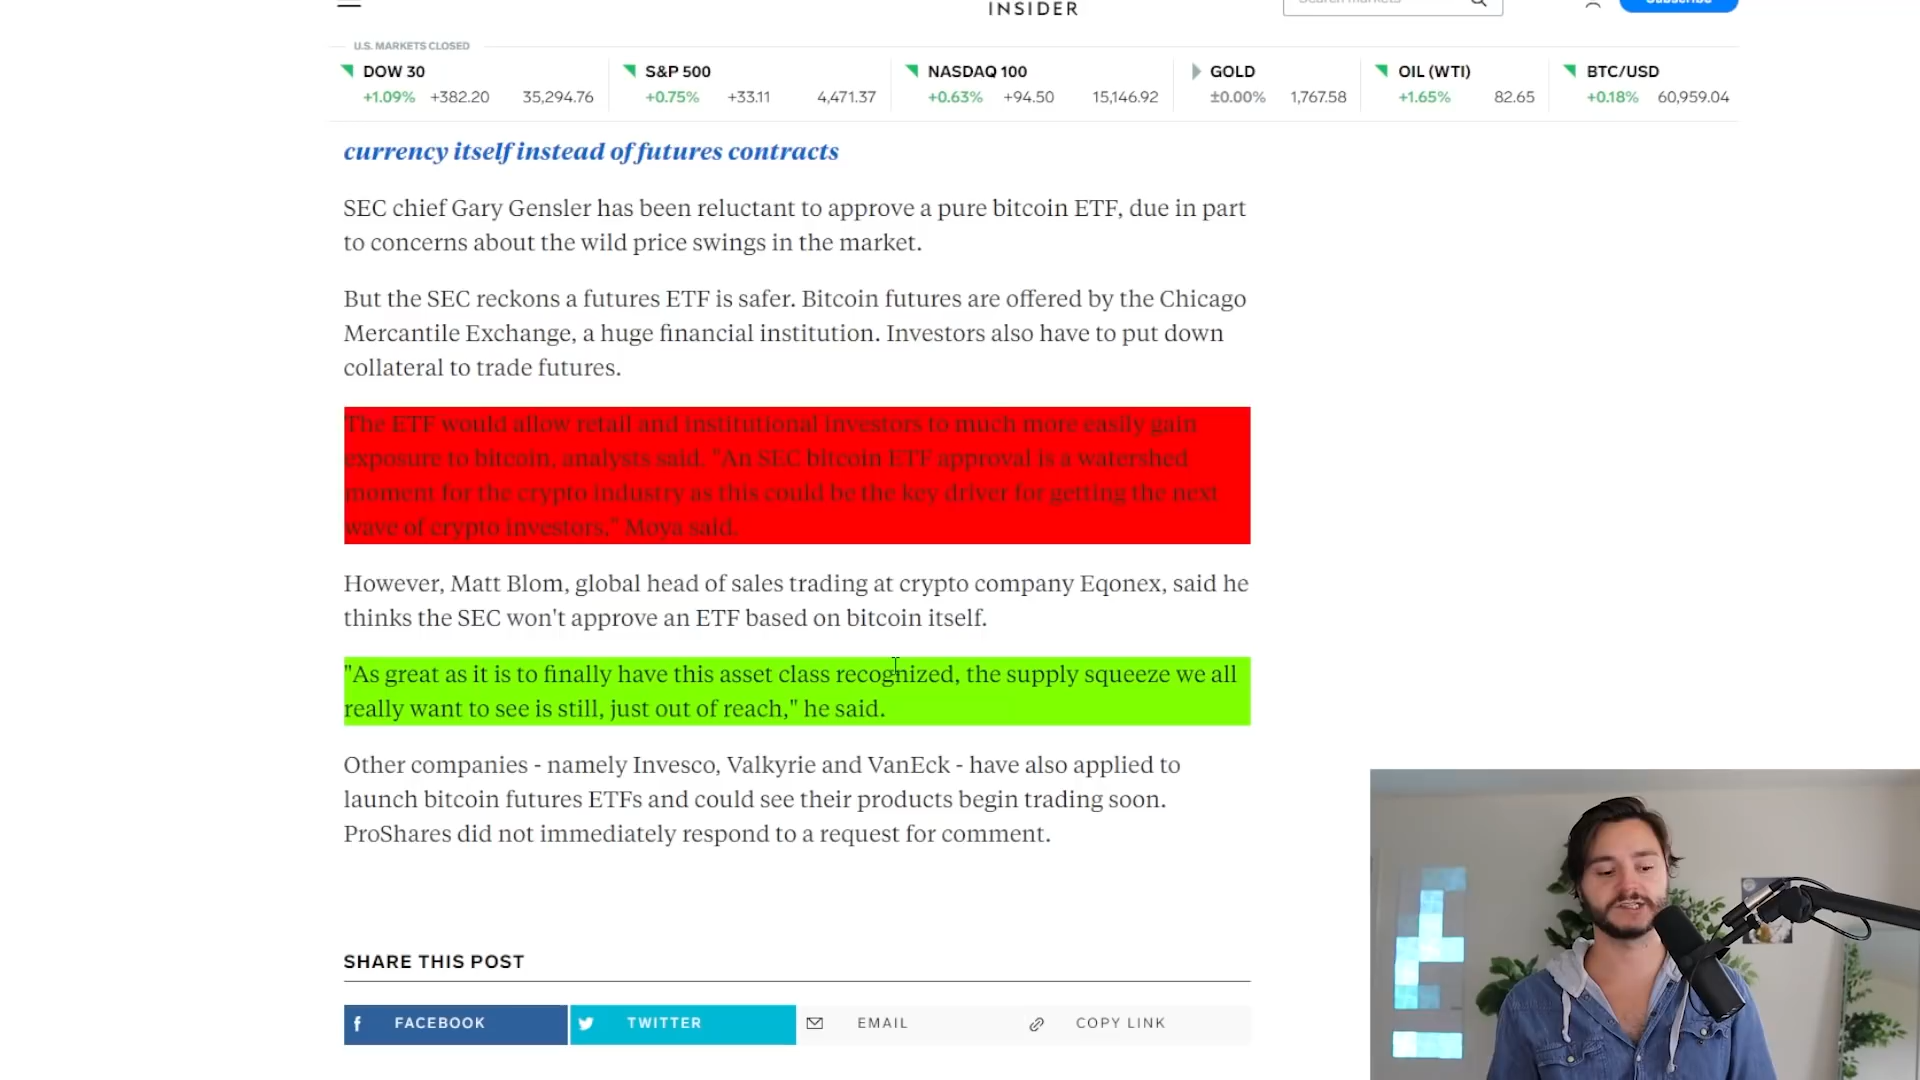 INSIDER
Search markets
Subscribe
U.S. MARKETS CLOSED
DOW 30
+1.09% +382.20 35,294.76
S&P 500
+0.75% +33.11 4,471.37
NASDAQ 100
+0.63% +94.50 15,146.92
GOLD
±0.00% 1,767.58
OIL (WTI)
+1.65% 82.65
BTC/USD
+0.18% 60,959.04
currency itself instead of futures contracts
SEC chief Gary Gensler has been reluctant to approve a pure bitcoin ETF, due in part
to concerns about the wild price swings in the market.
But the SEC reckons a futures ETF is safer. Bitcoin futures are offered by the Chicago
Mercantile Exchange, a huge financial institution. Investors also have to put down
collateral to trade futures.
The ETF would allow retail and institutional investors to much more easily gain
exposure to bitcoin, analysts said. "An SEC bitcoin ETF approval is a watershed
moment for the crypto industry as this could be the key driver for getting the next
wave of crypto investors," Moya said.
However, Matt Blom, global head of sales trading at crypto company Eqonex, said he
thinks the SEC won't approve an ETF based on bitcoin itself.
"As great as it is to finally have this asset class recognized, the supply squeeze we all
really want to see is still, just out of reach," he said.
Other companies - namely Invesco, Valkyrie and VanEck - have also applied to
launch bitcoin futures ETFs and could see their products begin trading soon.
ProShares did not immediately respond to a request for comment.
SHARE THIS POST
FACEBOOK
TWITTER
EMAIL
COPY LINK